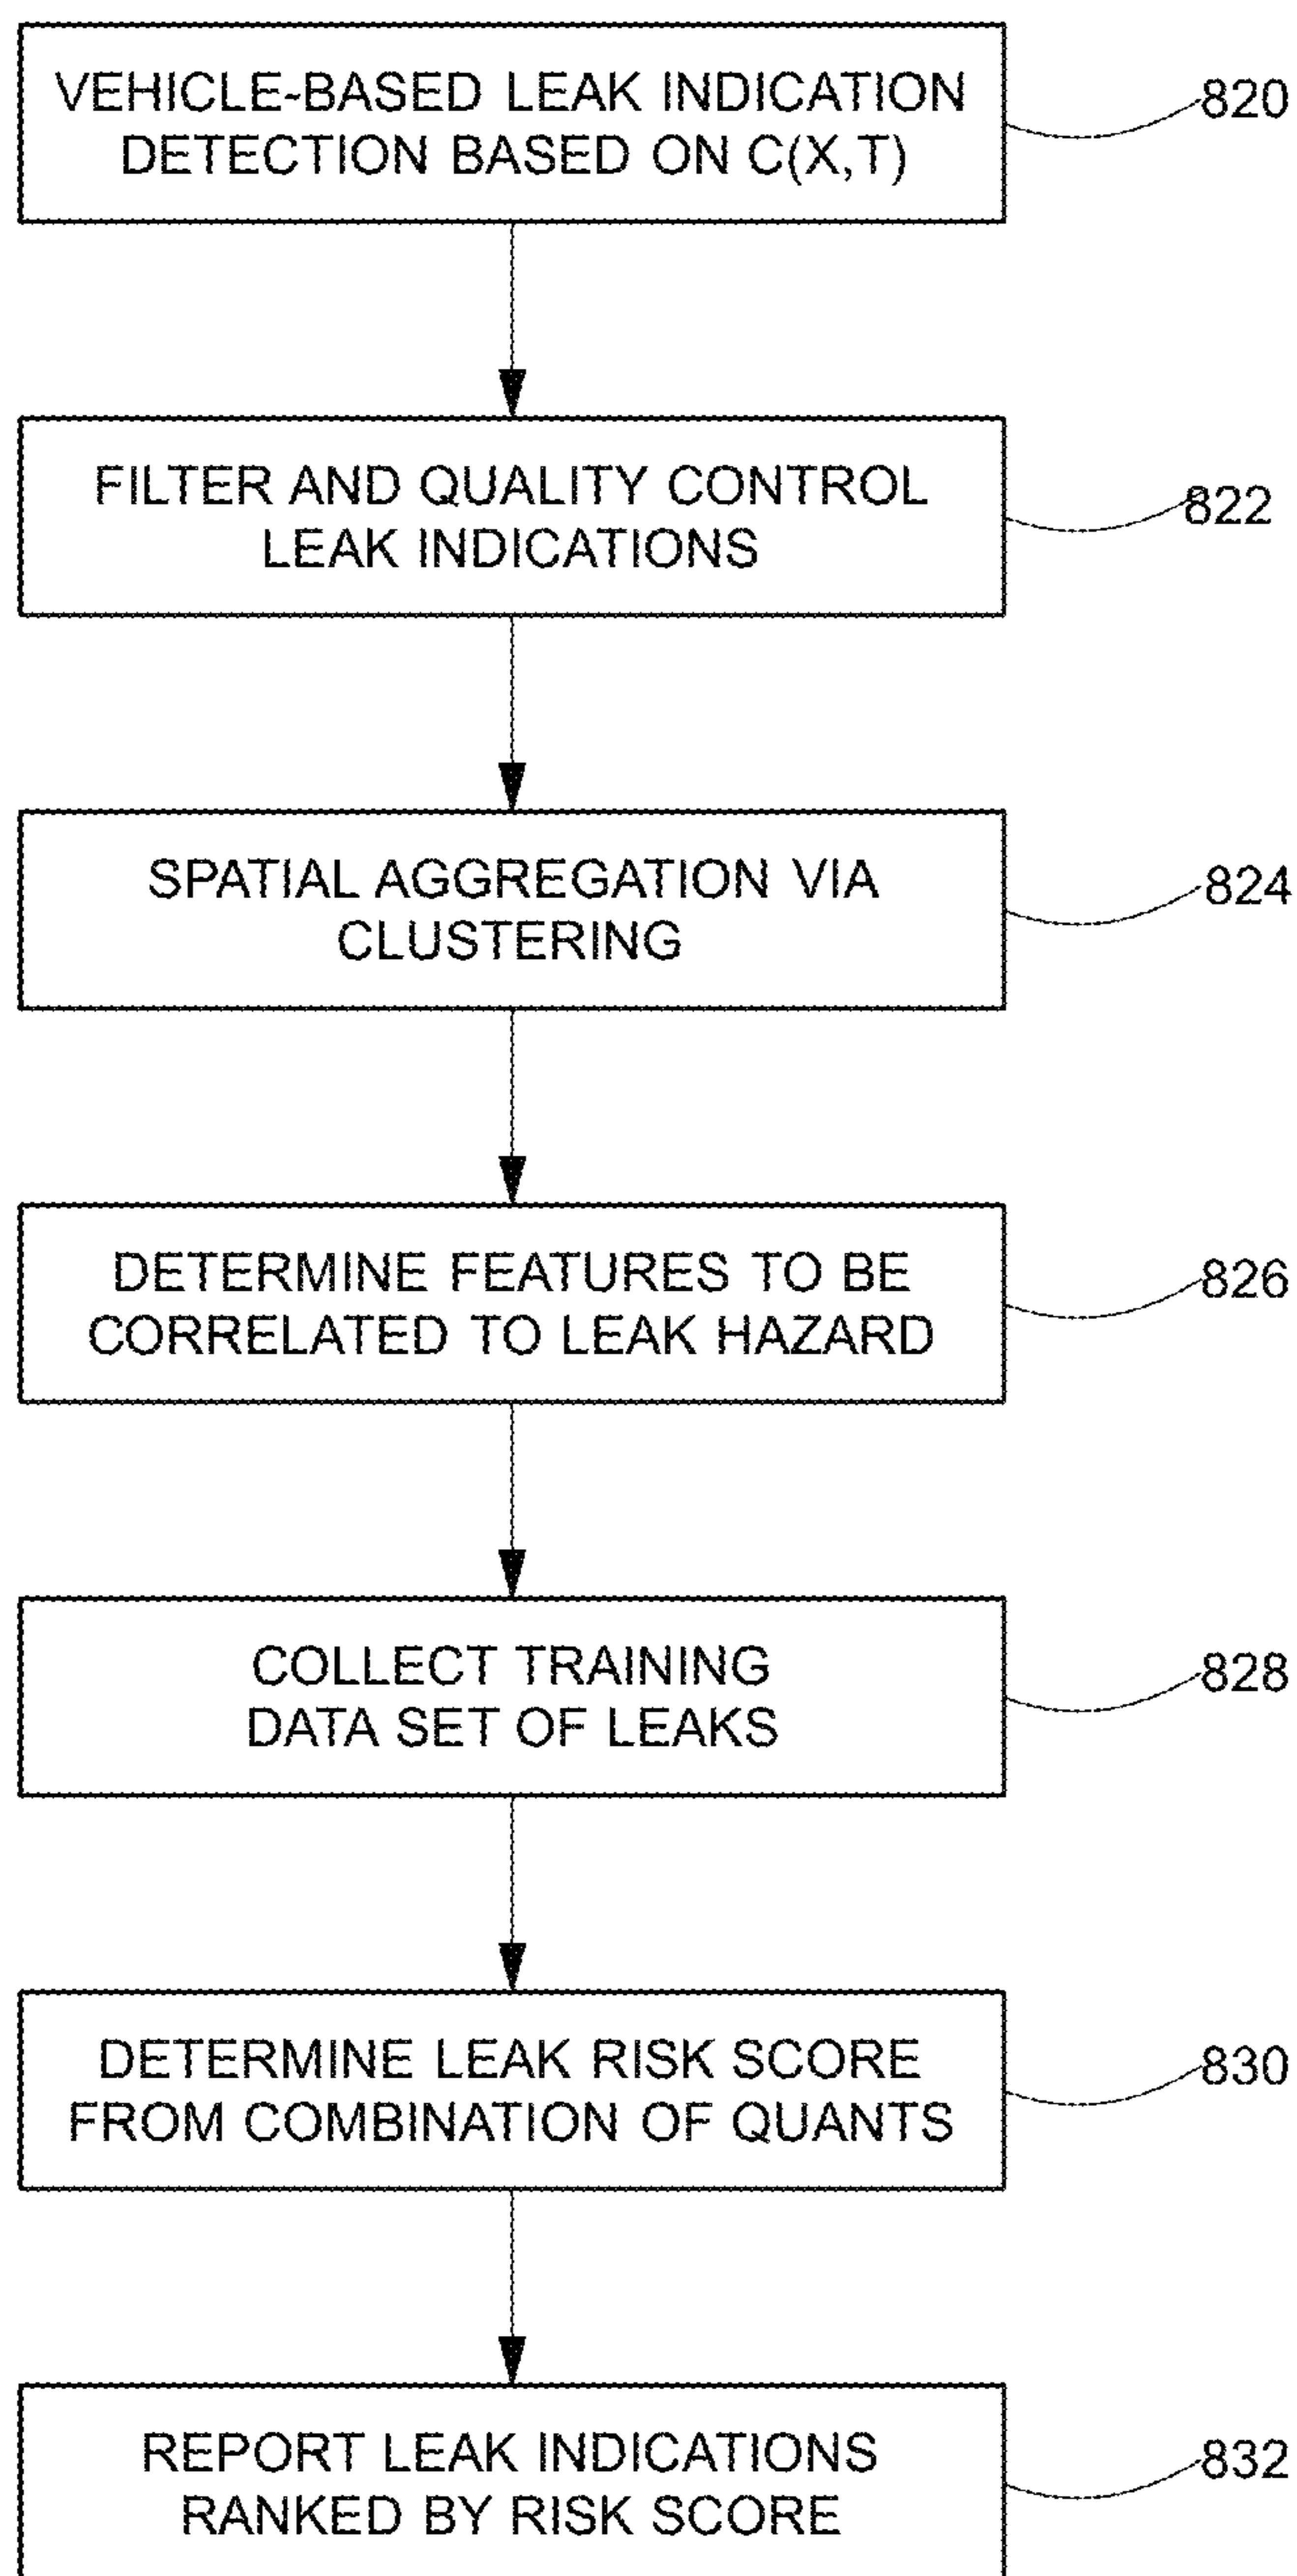 VEHICLE-BASED LEAK INDICATION
DETECTION BASED ON C(X,T)
820
FILTER AND QUALITY CONTROL
LEAK INDICATIONS
822
SPATIAL AGGREGATION VIA
CLUSTERING
824
DETERMINE FEATURES TO BE
CORRELATED TO LEAK HAZARD
826
COLLECT TRAINING
DATA SET OF LEAKS
828
DETERMINE LEAK RISK SCORE
FROM COMBINATION OF QUANTS
830
REPORT LEAK INDICATIONS
RANKED BY RISK SCORE
832